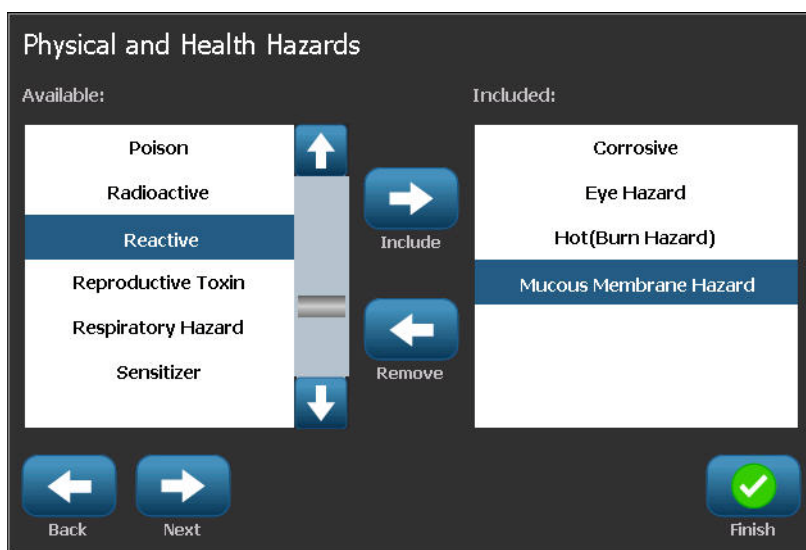 Physical and Health Hazards
Available:
Included:
Poison
Radioactive
Reactive
Reproductive Toxin
Respiratory Hazard
Sensitizer
Include
Remove
Corrosive
Eye Hazard
Hot(Burn Hazard)
Mucous Membrane Hazard
Back
Next
Finish